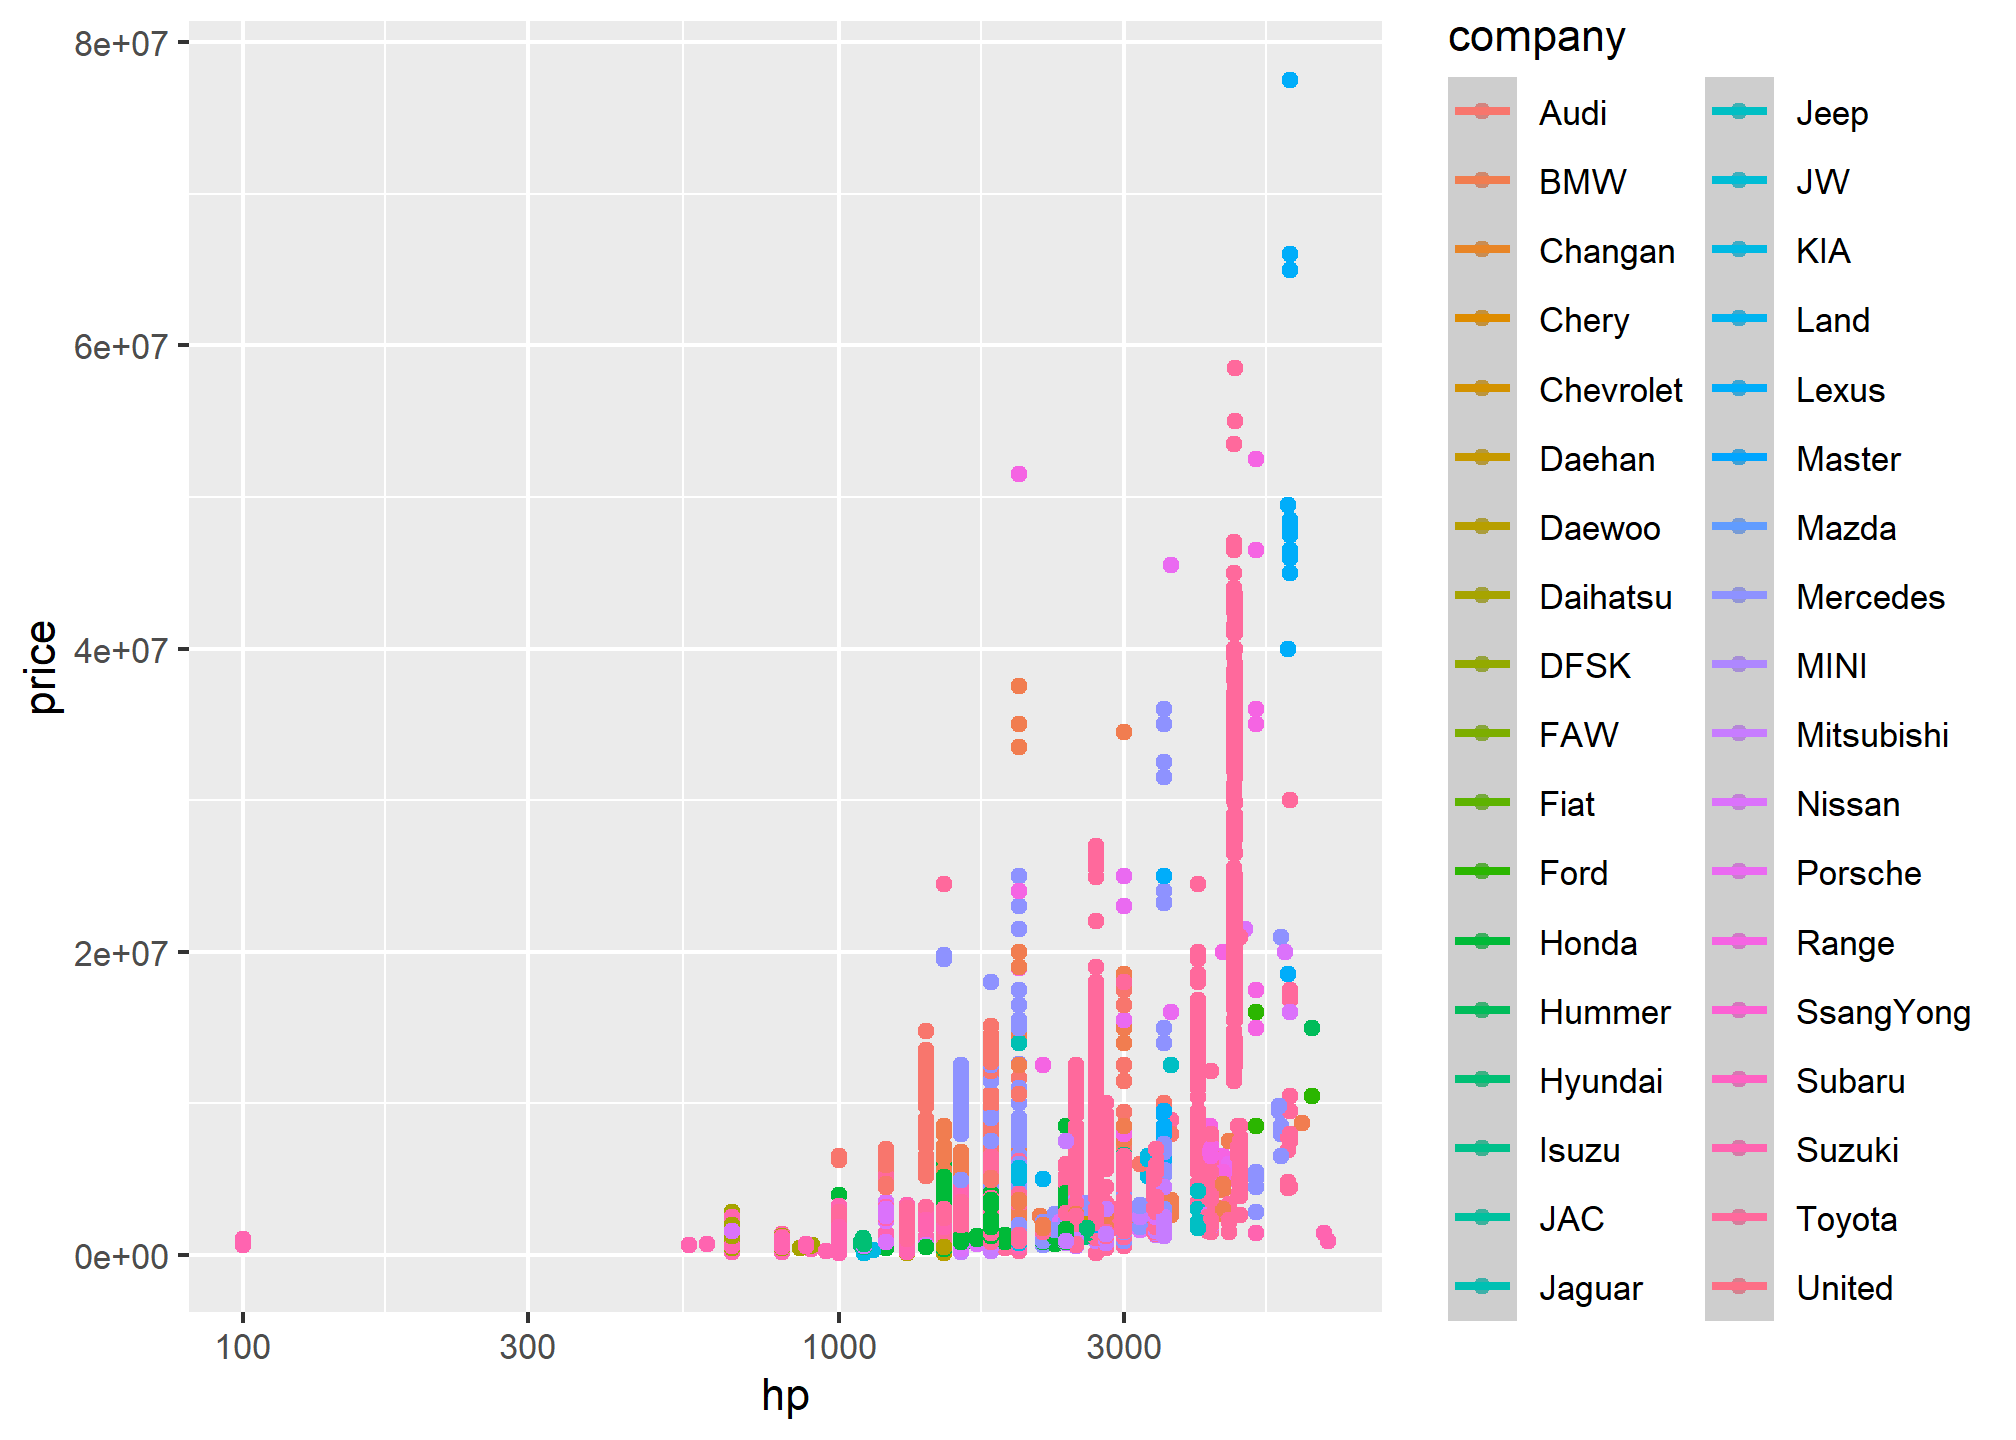 8e+07
6e+07
4e+07
2e+07
0e+00
price
100 300 1000 3000
hp
company
Audi
BMW
Changan
Chery
Chevrolet
Daehan
Daewoo
Daihatsu
DFSK
FAW
Fiat
Ford
Honda
Hummer
Hyundai
Isuzu
JAC
Jaguar
Jeep
JW
KIA
Land
Lexus
Master
Mazda
Mercedes
MINI
Mitsubishi
Nissan
Porsche
Range
SsangYong
Subaru
Suzuki
Toyota
United